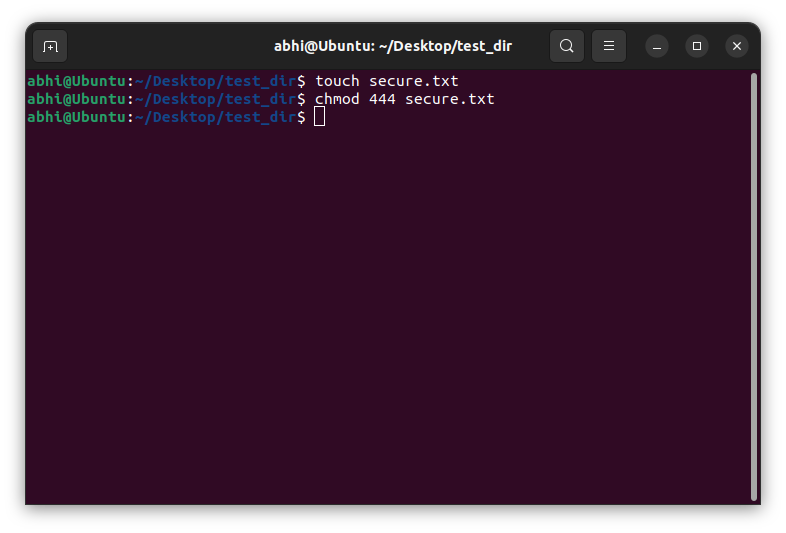 abhi@Ubuntu: ~/Desktop/test_dir
abhi@Ubuntu:~/Desktop/test_dir$ touch secure.txt
abhi@Ubuntu:~/Desktop/test_dir$ chmod 444 secure.txt
abhi@Ubuntu:~/Desktop/test_dir$